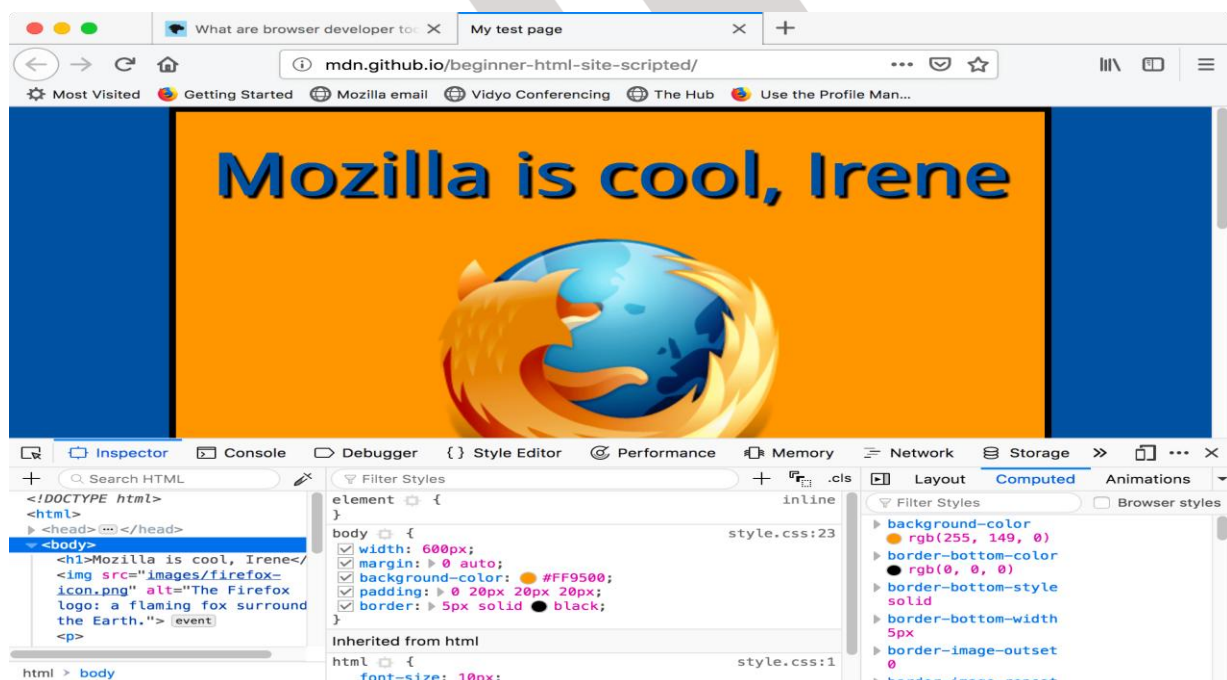 What are browser developer too
My test page
mdn.github.io/beginner-html-site-scripted/
Most Visited Getting Started Mozilla email Vidyo Conferencing The Hub Use the Profile Man...
Mozilla is cool, Irene
Inspector Console Debugger {} Style Editor Performance Memory Network Storage
Search HTML
<!DOCTYPE html>
<html>
<head></head>
<body>
<h1>Mozilla is cool, Irene</
<img src="images/firefox-
icon.png" alt="The Firefox
logo: a flaming fox surround
the Earth."> event
<p>
html > body
Filter Styles + .cls
element { inline
}
body { style.css:23
width: 600px;
margin: 0 auto;
background-color: #FF9500;
padding: 0 20px 20px 20px;
border: 5px solid black;
}
Inherited from html
html { style.css:1
font-size: 10px;
Layout Computed Animations
Filter Styles Browser styles
background-color
rgb(255, 149, 0)
border-bottom-color
rgb(0, 0, 0)
border-bottom-style
solid
border-bottom-width
5px
border-image-outset
0